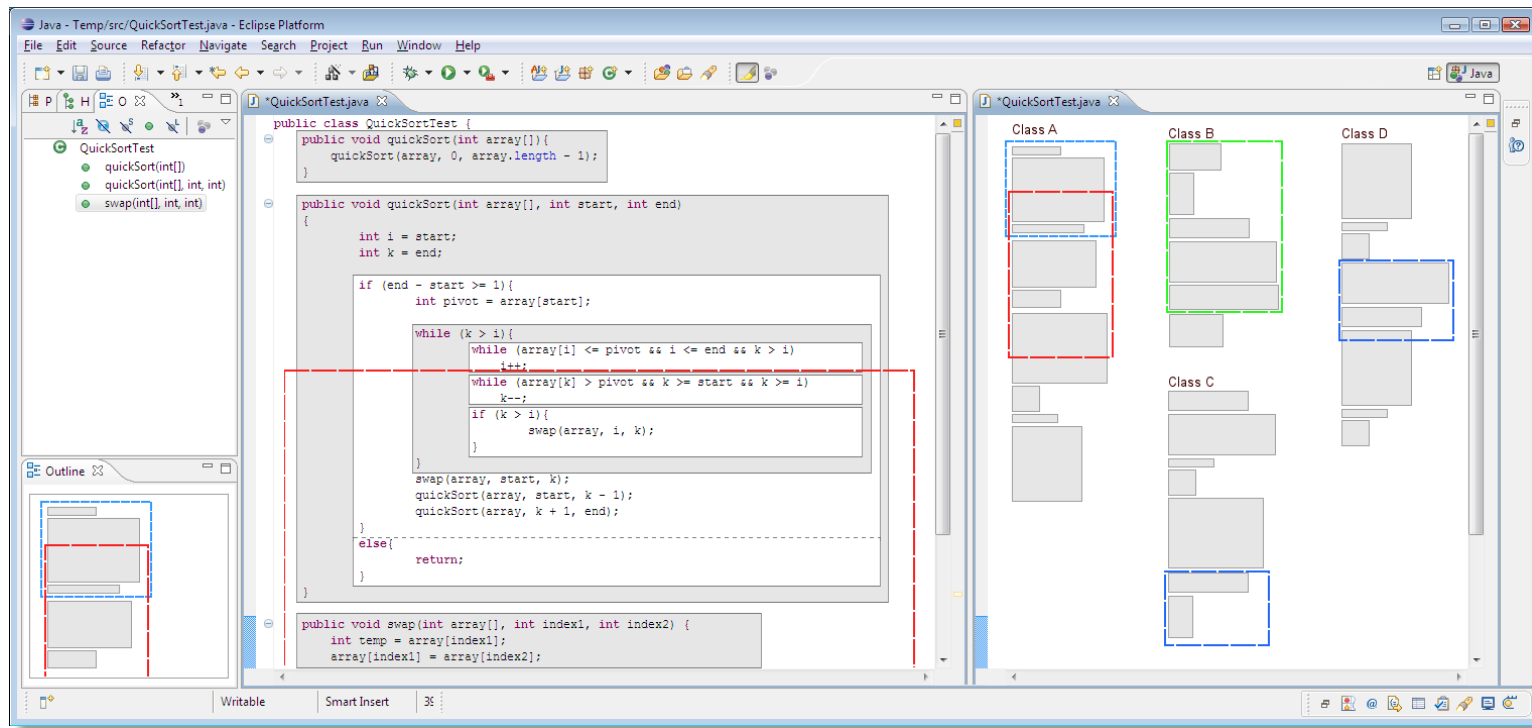 Java - Temp/src/QuickSortTest.java - Eclipse Platform
File Edit Source Refactor Navigate Search Project Run Window Help
Java
P H O
*QuickSortTest.java
*QuickSortTest.java
QuickSortTest
quickSort(int[])
quickSort(int[], int, int)
swap(int[], int, int)
Outline
public class QuickSortTest {
public void quickSort(int array[]){
quickSort(array, 0, array.length - 1);
}
public void quickSort(int array[], int start, int end)
{
int i = start;
int k = end;
if (end - start >= 1){
int pivot = array[start];
while (k > i){
while (array[i] <= pivot && i <= end && k > i)
i++;
while (array[k] > pivot && k >= start && k >= i)
k--;
if (k > i){
swap(array, i, k);
}
}
swap(array, start, k);
quickSort(array, start, k - 1);
quickSort(array, k + 1, end);
}
else{
return;
}
}
public void swap(int array[], int index1, int index2) {
int temp = array[index1];
array[index1] = array[index2];
Class A
Class B
Class D
Class C
Writable Smart Insert